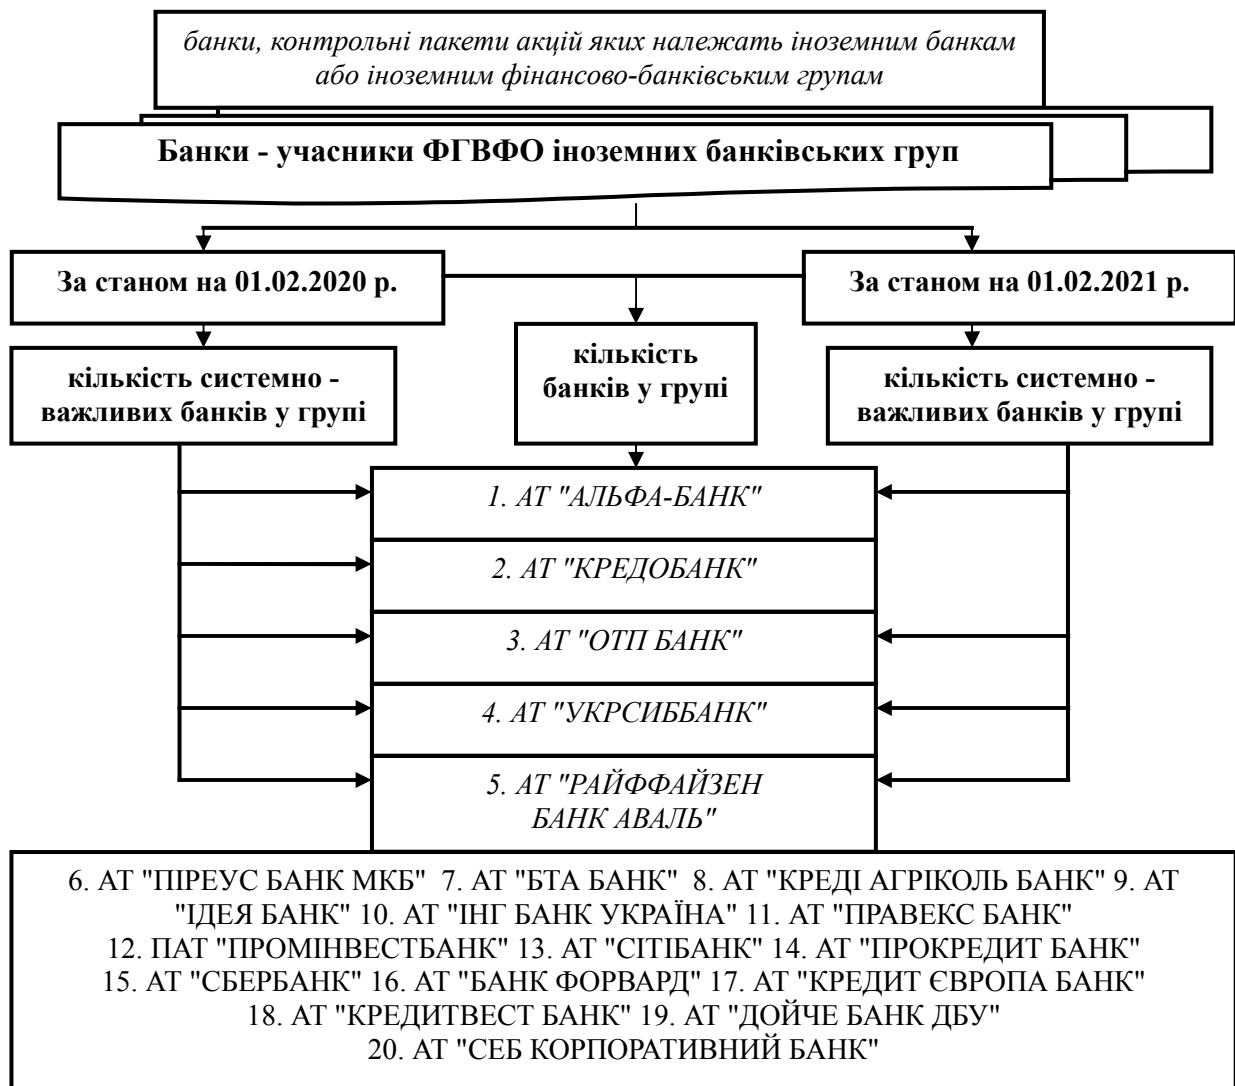 банки, контрольні пакети акцій яких належать іноземним банкам
або іноземним фінансово-банківським групам
Банки - учасники ФГВФО іноземних банківських груп
За станом на 01.02.2020 р.
За станом на 01.02.2021 р.
кількість системно -
важливих банків у групі
кількість
банків у групі
кількість системно -
важливих банків у групі
1. АТ "АЛЬФА-БАНК"
2. АТ "КРЕДОБАНК"
3. АТ "ОТП БАНК"
4. АТ "УКРСИББАНК"
5. АТ "РАЙФФАЙЗЕН
БАНК АВАЛЬ"
6. АТ "ПІРЕУС БАНК МКБ" 7. АТ "БТА БАНК" 8. АТ "КРЕДІ АГРІКОЛЬ БАНК" 9. АТ
"ІДЕЯ БАНК" 10. АТ "ІНГ БАНК УКРАЇНА" 11. АТ "ПРАВЕКС БАНК"
12. ПАТ "ПРОМІНВЕСТБАНК" 13. АТ "СІТІБАНК" 14. АТ "ПРОКРЕДИТ БАНК"
15. АТ "СБЕРБАНК" 16. АТ "БАНК ФОРВАРД" 17. АТ "КРЕДИТ ЄВРОПА БАНК"
18. АТ "КРЕДИТВЕСТ БАНК" 19. АТ "ДОЙЧЕ БАНК ДБУ"
20. АТ "СЕБ КОРПОРАТИВНИЙ БАНК"